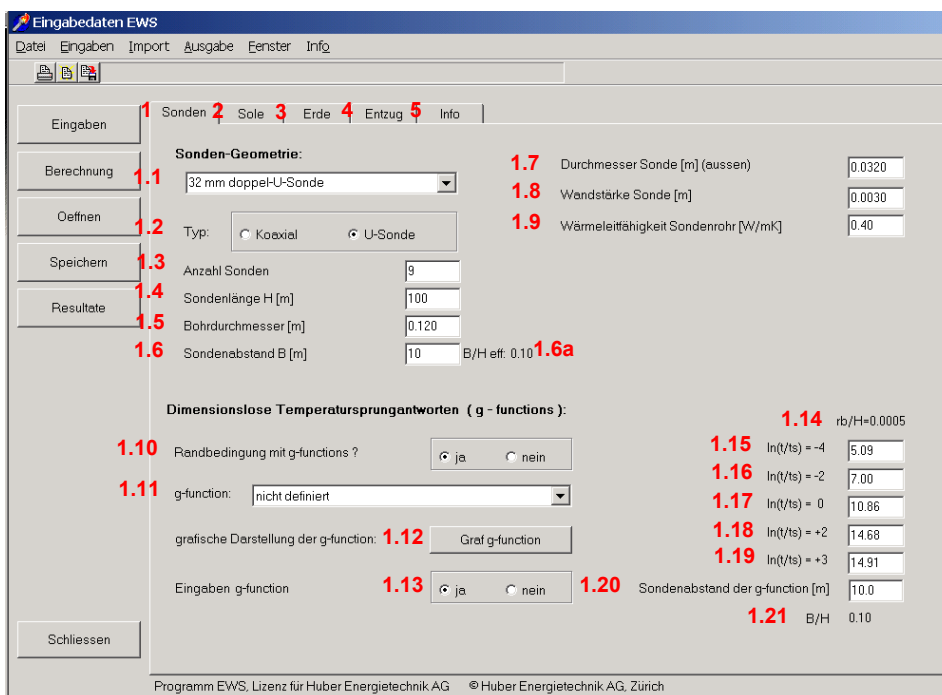 Eingabedaten EWS
Datei Eingaben Import Ausgabe Fenster Info
1 Sonden 2 Sole 3 Erde 4 Entzug 5 Info
Eingaben
Berechnung
Oeffnen
Speichern
Resultate
Schliessen
Sonden-Geometrie:
1.1 32 mm doppel-U-Sonde
1.2 Typ: Koaxial U-Sonde
1.3 Anzahl Sonden 9
1.4 Sondenlänge H [m] 100
1.5 Bohrdurchmesser [m] 0.120
1.6 Sondenabstand B [m] 10 B/H eff: 0.10 1.6a
1.7 Durchmesser Sonde [m] (aussen) 0.0320
1.8 Wandstärke Sonde [m] 0.0030
1.9 Wärmeleitfähigkeit Sondenrohr [W/mK] 0.40
Dimensionslose Temperatursprungantworten ( g - functions ):
1.10 Randbedingung mit g-functions ? ja nein
1.11 g-function: nicht definiert
grafische Darstellung der g-function: 1.12 Graf g-function
Eingaben g-function 1.13 ja nein
1.14 rb/H=0.0005
1.15 ln(t/ts) = -4 5.09
1.16 ln(t/ts) = -2 7.00
1.17 ln(t/ts) = 0 10.86
1.18 ln(t/ts) = +2 14.68
1.19 ln(t/ts) = +3 14.91
1.20 Sondenabstand der g-function [m] 10.0
1.21 B/H 0.10
Programm EWS, Lizenz für Huber Energietechnik AG © Huber Energietechnik AG, Zürich